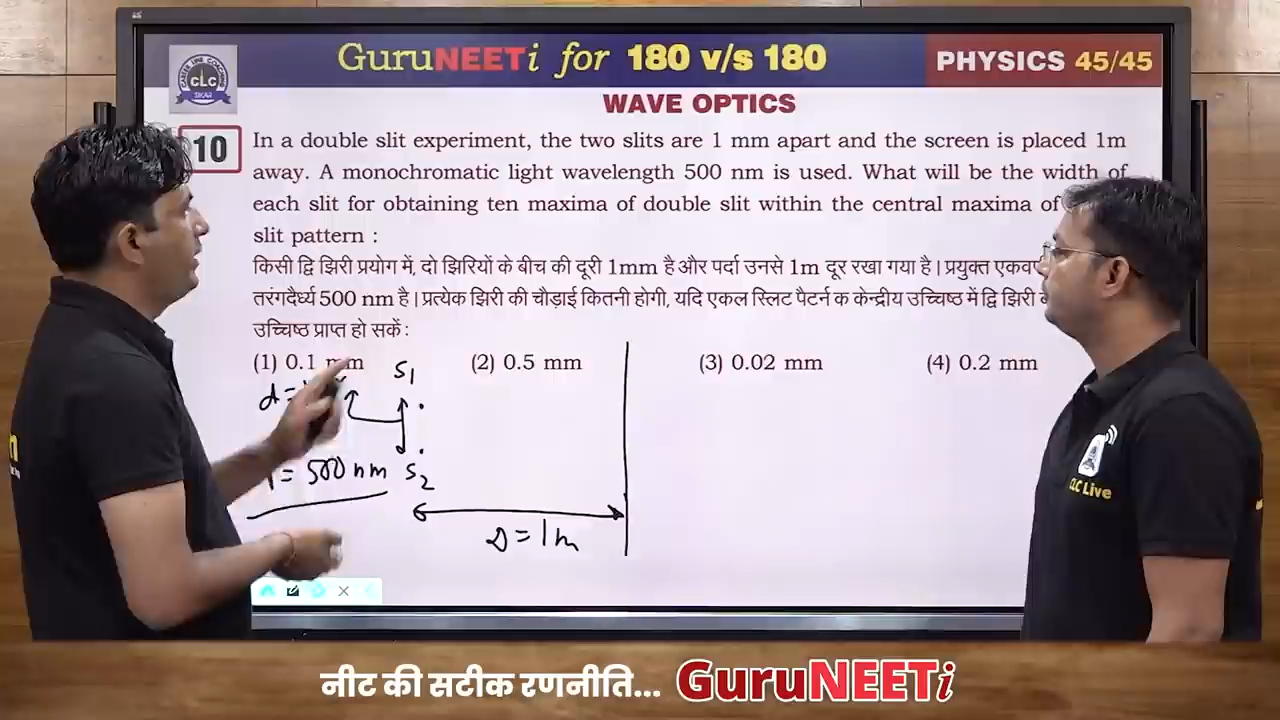 GuruNEETi for 180 v/s 180
PHYSICS 45/45
CLC
SIKAR
WAVE OPTICS
10
In a double slit experiment, the two slits are 1 mm apart and the screen is placed 1m
away. A monochromatic light wavelength 500 nm is used. What will be the width of
each slit for obtaining ten maxima of double slit within the central maxima of
slit pattern :
किसी द्वि झिरी प्रयोग में, दो झिरियों के बीच की दूरी 1mm है और पर्दा उनसे 1m दूर रखा गया है। प्रयुक्त
तरंगदैर्ध्य 500 nm है। प्रत्येक झिरी की चौड़ाई कितनी होगी, यदि एकल स्लिट पैटर्न क केन्द्रीय उच्चिष्ठ में द्वि झिरी
उच्चिष्ठ प्राप्त हो सकें :
(1) 0.1 mm (2) 0.5 mm (3) 0.02 mm (4) 0.2 mm
d =
S1
= 500 nm
S2
D = 1m
CLC Live
नीट की सटीक रणनीति... GuruNEETi